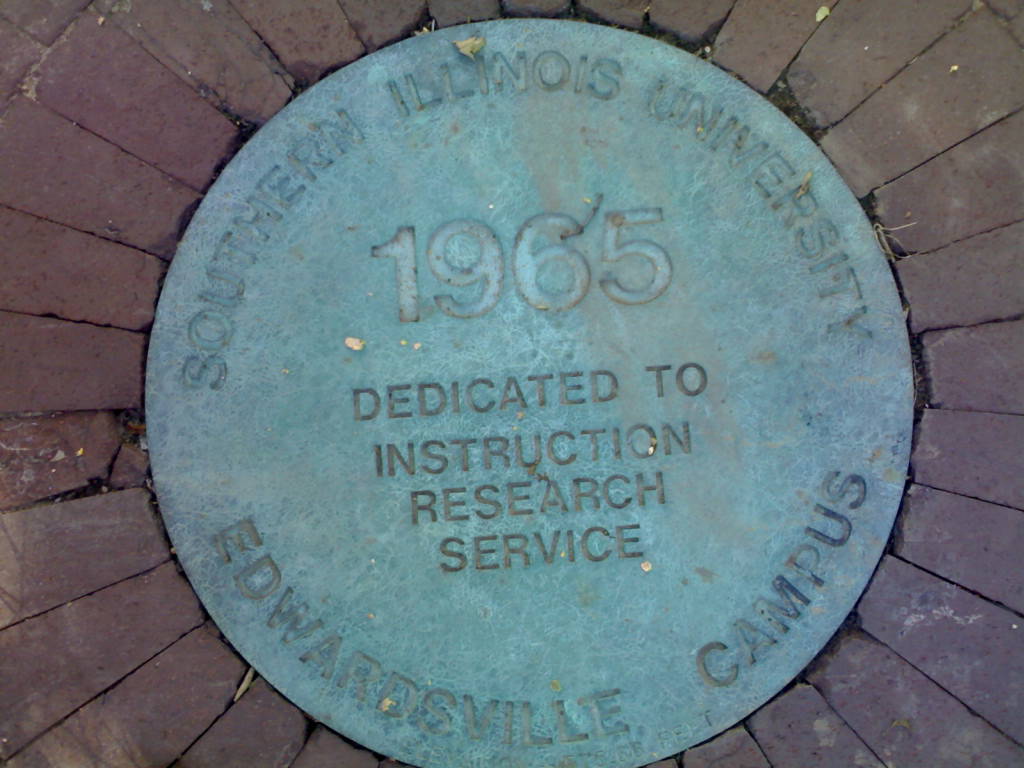 SOUTHERN ILLINOIS UNIVERSITY
1965
DEDICATED TO
INSTRUCTION
RESEARCH
SERVICE
EDWARDSVILLE CAMPUS